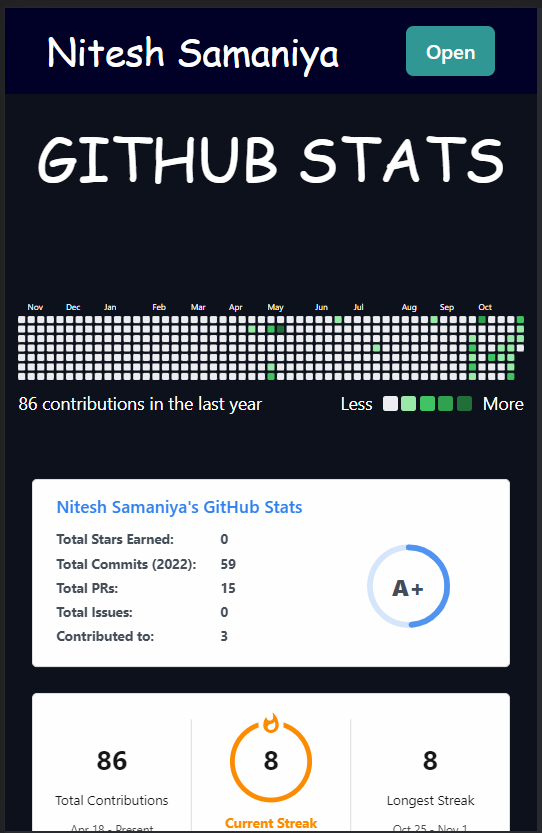 Nitesh Samaniya
Open
GITHUB STATS
Nov Dec Jan Feb Mar Apr May Jun Jul Aug Sep Oct
86 contributions in the last year
Less More
Nitesh Samaniya's GitHub Stats
Total Stars Earned: 0
Total Commits (2022): 59
Total PRs: 15
Total Issues: 0
Contributed to: 3
A+
86 8 8
Total Contributions Longest Streak
Current Streak
Apr 18 - Present Oct 25 - Nov 1